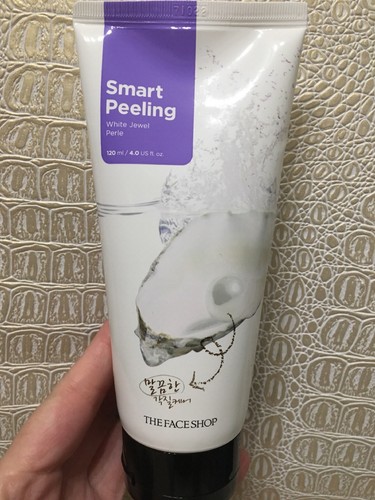 Smart
Peeling
White Jewel
Perle
120 ml / 4.0 US fl. oz
말끔한
각질케어
THE FACE SHOP